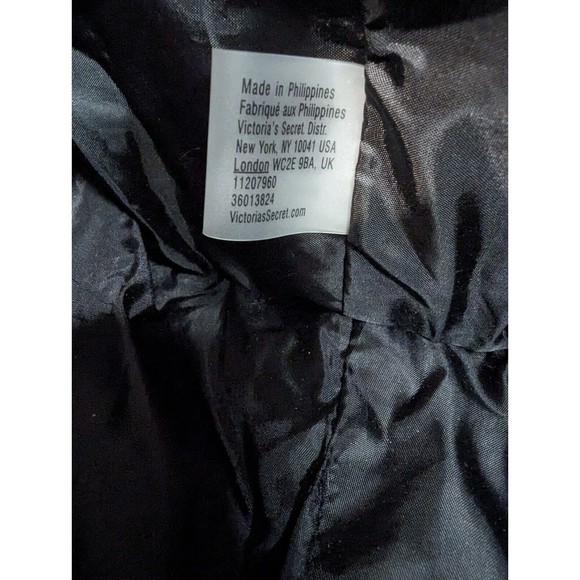 Made in Philippines
Fabriqué aux Philippines
Victoria's Secret. Distr.
New York, NY 10041 USA
London WC2E 9BA, UK
11207960
36013824
VictoriasSecret.com